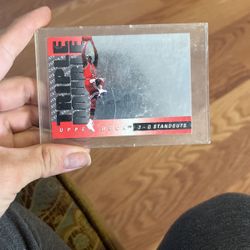 TRIPLE
DOUBLE
UPPER DECK 3-D STANDOUTS